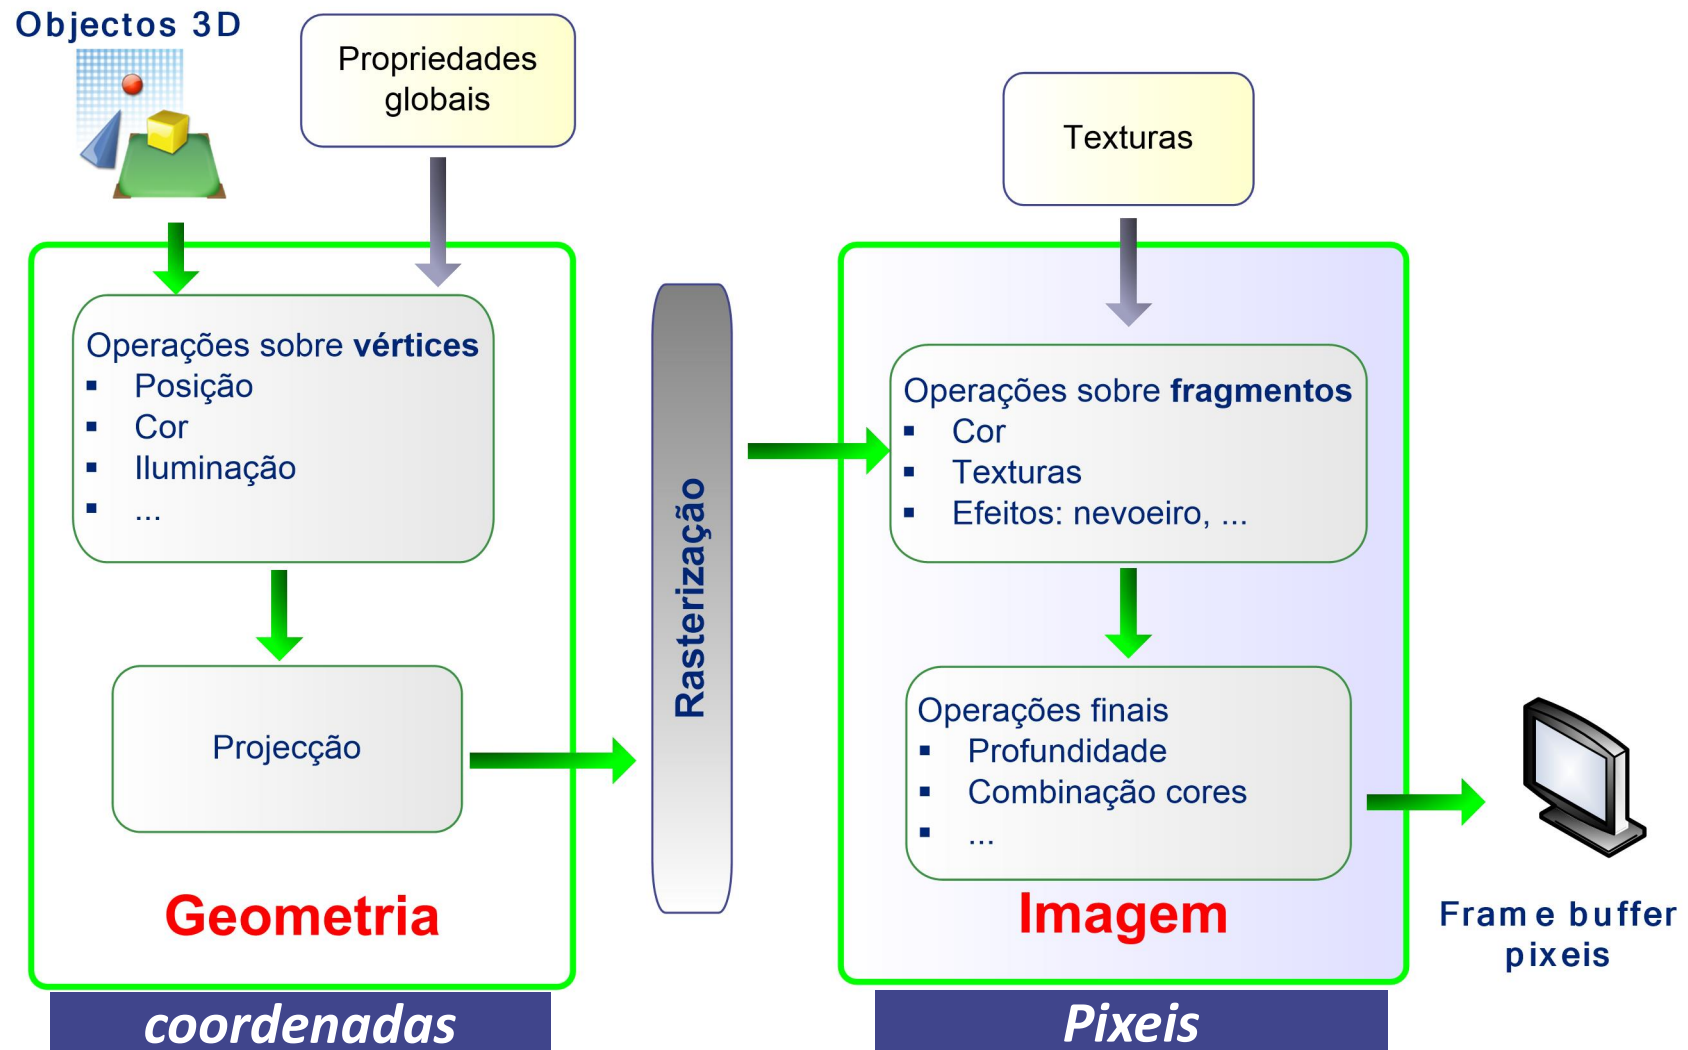 Objectos 3D
Propriedades
globais
Operações sobre vértices
▪ Posição
▪ Cor
▪ Iluminação
▪ ...
Projecção
Geometria
coordenadas
Rasterização
Texturas
Operações sobre fragmentos
▪ Cor
▪ Texturas
▪ Efeitos: nevoeiro, ...
Operações finais
▪ Profundidade
▪ Combinação cores
▪ ...
Imagem
Pixeis
Frame buffer
pixeis